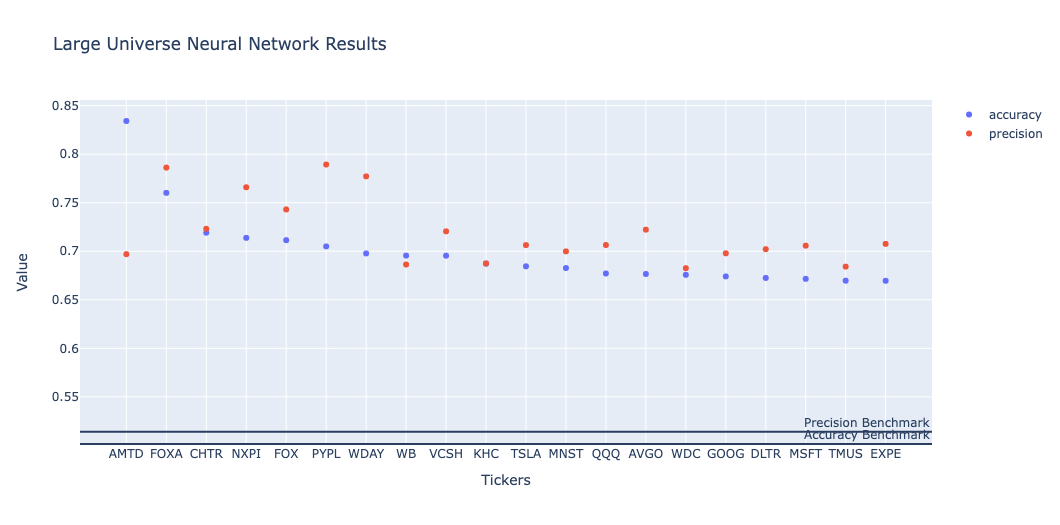 Large Universe Neural Network Results
accuracy
precision
Value
0.85
0.8
0.75
0.7
0.65
0.6
0.55
Precision Benchmark
Accuracy Benchmark
AMTD FOXA CHTR NXPI FOX PYPL WDAY WB VCSH KHC TSLA MNST QQQ AVGO WDC GOOG DLTR MSFT TMUS EXPE
Tickers